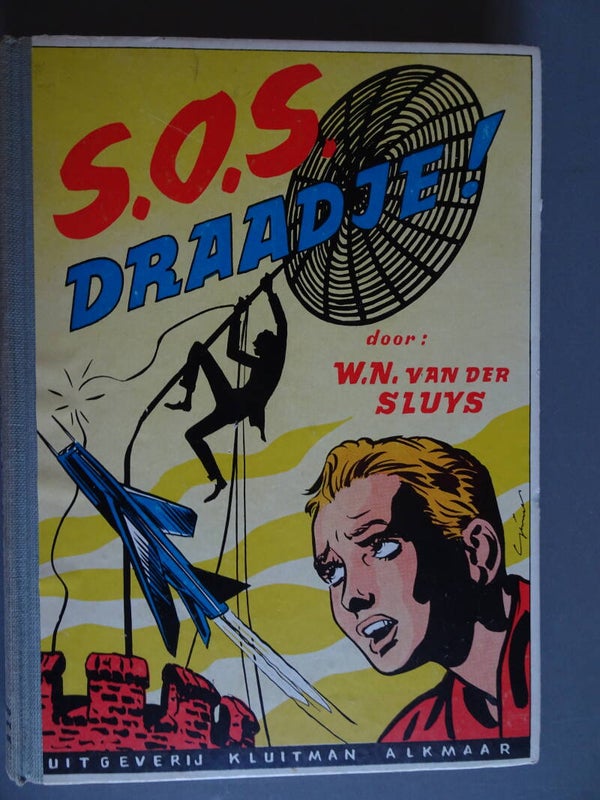 S.O.S.
DRAADJE!
door:
W.N. VAN DER
SLUYS
UITGEVERIJ KLUITMAN ALKMAAR